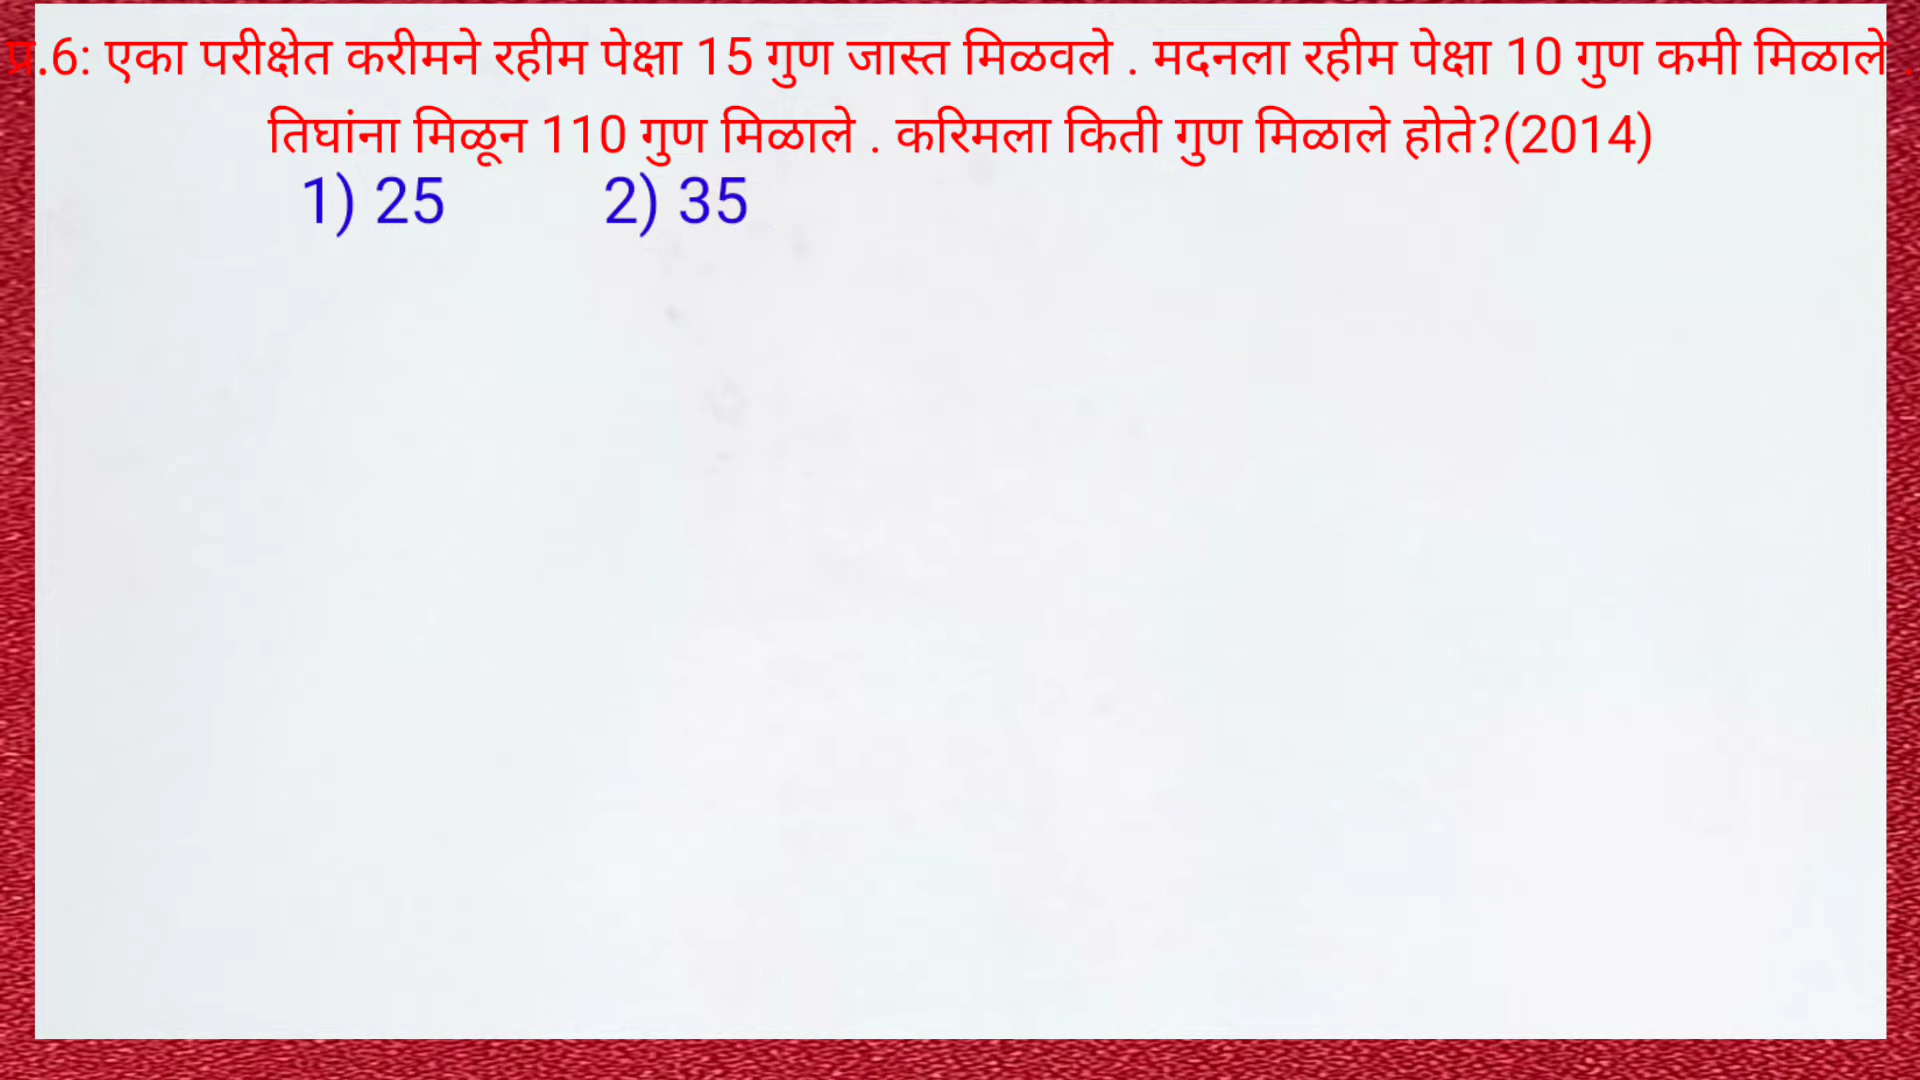 प्र.6: एका परीक्षेत करीमने रहीम पेक्षा 15 गुण जास्त मिळवले . मदनला रहीम पेक्षा 10 गुण कमी मिळाले .
तिघांना मिळून 110 गुण मिळाले . करिमला किती गुण मिळाले होते?(2014)
1) 25 2) 35